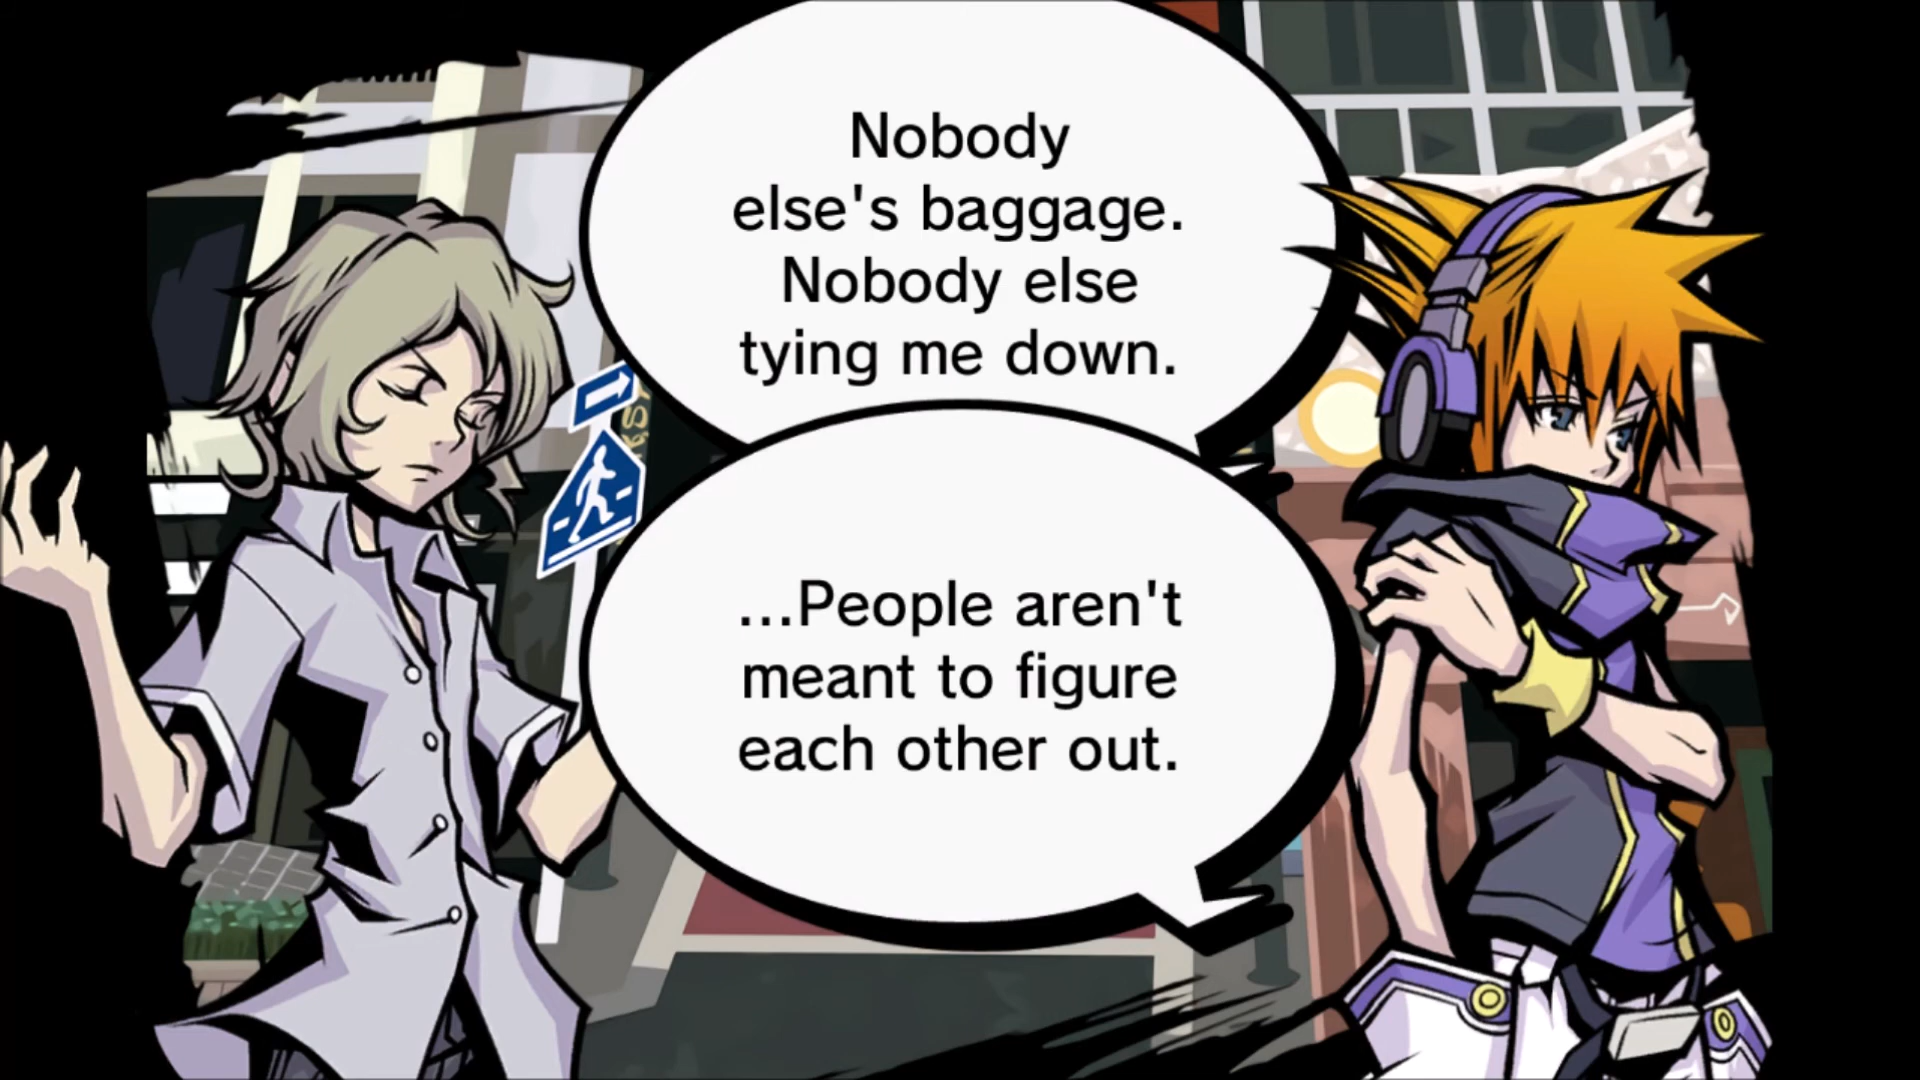 Nobody
else's baggage.
Nobody else
tying me down.
...People aren't
meant to figure
each other out.